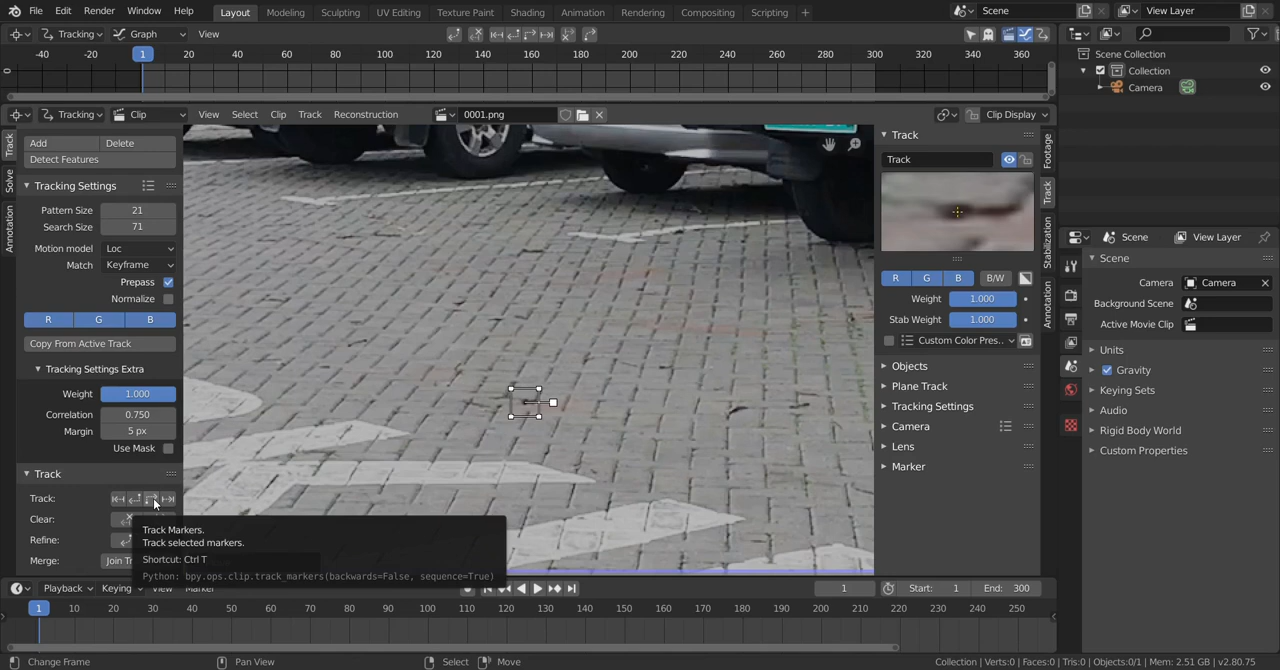 File Edit Render Window Help Layout Modeling Sculpting UV Editing Texture Paint Shading Animation Rendering Compositing Scripting + Scene View Layer
Tracking Graph View
-40 -20 1 20 40 60 80 100 120 140 160 180 200 220 240 260 280 300 320 340 360
0
Scene Collection
Collection
Camera
Tracking Clip View Select Clip Track Reconstruction 0001.png Clip Display
Track
Solve
Annotation
Add Delete
Detect Features
Tracking Settings
Pattern Size 21
Search Size 71
Motion model Loc
Match Keyframe
Prepass
Normalize
R G B
Copy From Active Track
Tracking Settings Extra
Weight 1.000
Correlation 0.750
Margin 5 px
Use Mask
Track
Track:
Clear:
Refine:
Merge: Join Tr
Track Markers.
Track selected markers.
Shortcut: Ctrl T
Python: bpy.ops.clip.track_markers(backwards=False, sequence=True)
Track
Track
R G B B/W
Weight 1.000
Stab Weight 1.000
Custom Color Pres..
Objects
Plane Track
Tracking Settings
Camera
Lens
Marker
Footage
Track
Stabilization
Annotation
Scene View Layer
Scene
Camera Camera
Background Scene
Active Movie Clip
Units
Gravity
Keying Sets
Audio
Rigid Body World
Custom Properties
Playback Keying View Marker 1 Start: 1 End: 300
1 10 20 30 40 50 60 70 80 90 100 110 120 130 140 150 160 170 180 190 200 210 220 230 240 250
Change Frame Pan View Select Move Collection | Verts:0 | Faces:0 | Tris:0 | Objects:0/1 | Mem: 2.51 GB | v2.80.75